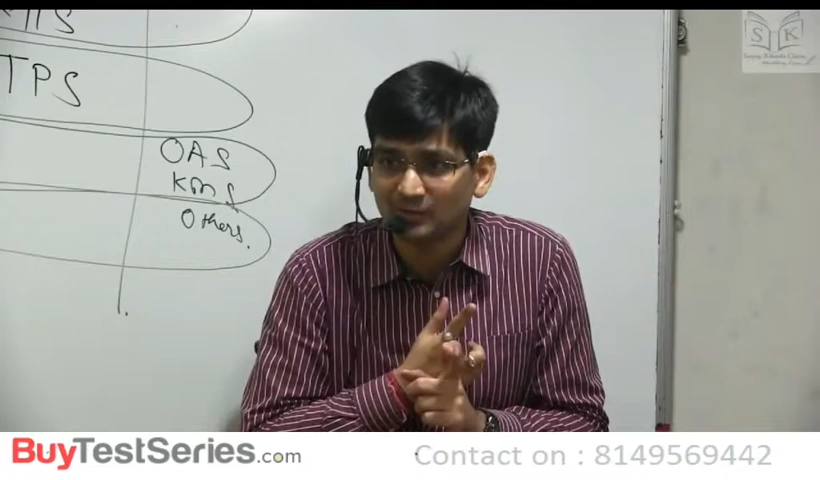 S K
TPS
OAS
KMS
Others.
BuyTestSeries.com
Contact on : 8149569442